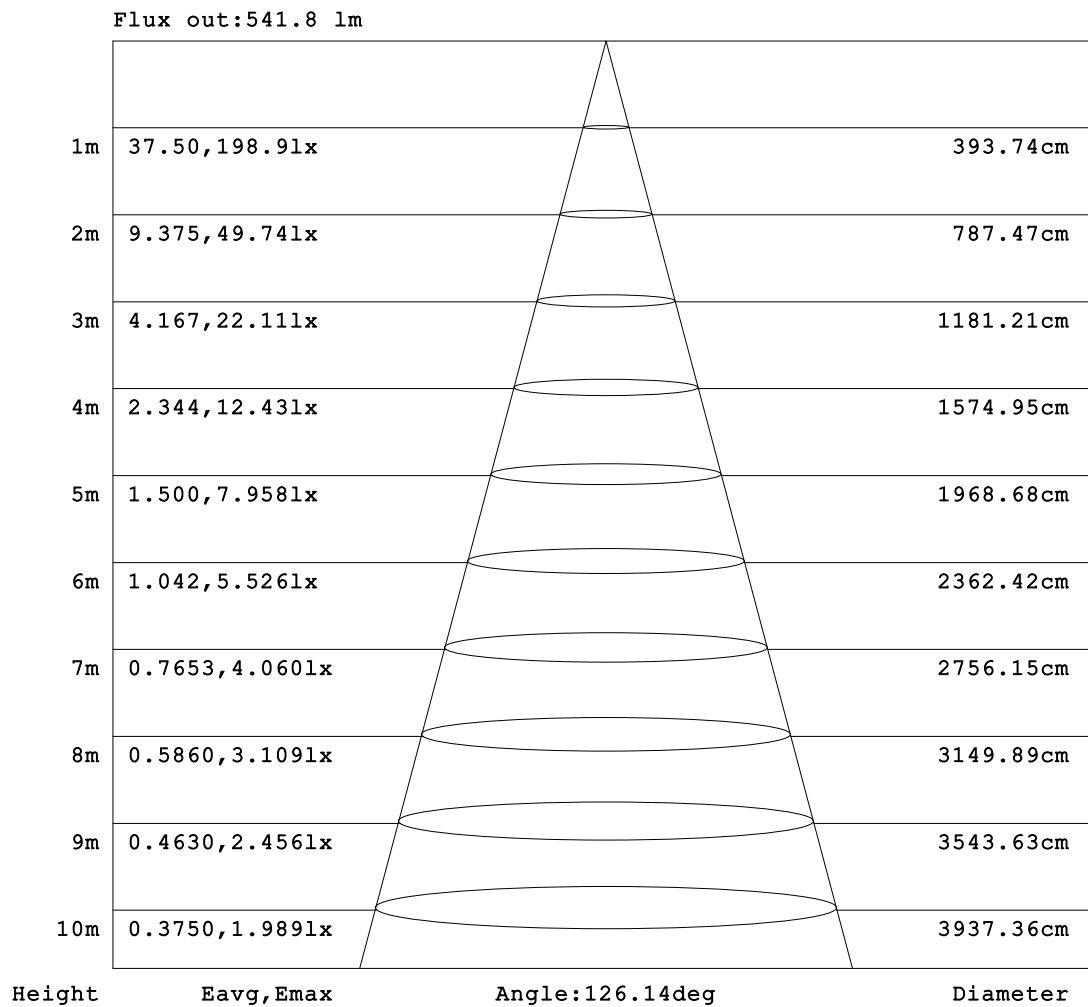 Flux out:541.8 lm
1m 37.50,198.9lx 393.74cm
2m 9.375,49.74lx 787.47cm
3m 4.167,22.11lx 1181.21cm
4m 2.344,12.43lx 1574.95cm
5m 1.500,7.958lx 1968.68cm
6m 1.042,5.526lx 2362.42cm
7m 0.7653,4.060lx 2756.15cm
8m 0.5860,3.109lx 3149.89cm
9m 0.4630,2.456lx 3543.63cm
10m 0.3750,1.989lx 3937.36cm
Height Eavg,Emax Angle:126.14deg Diameter